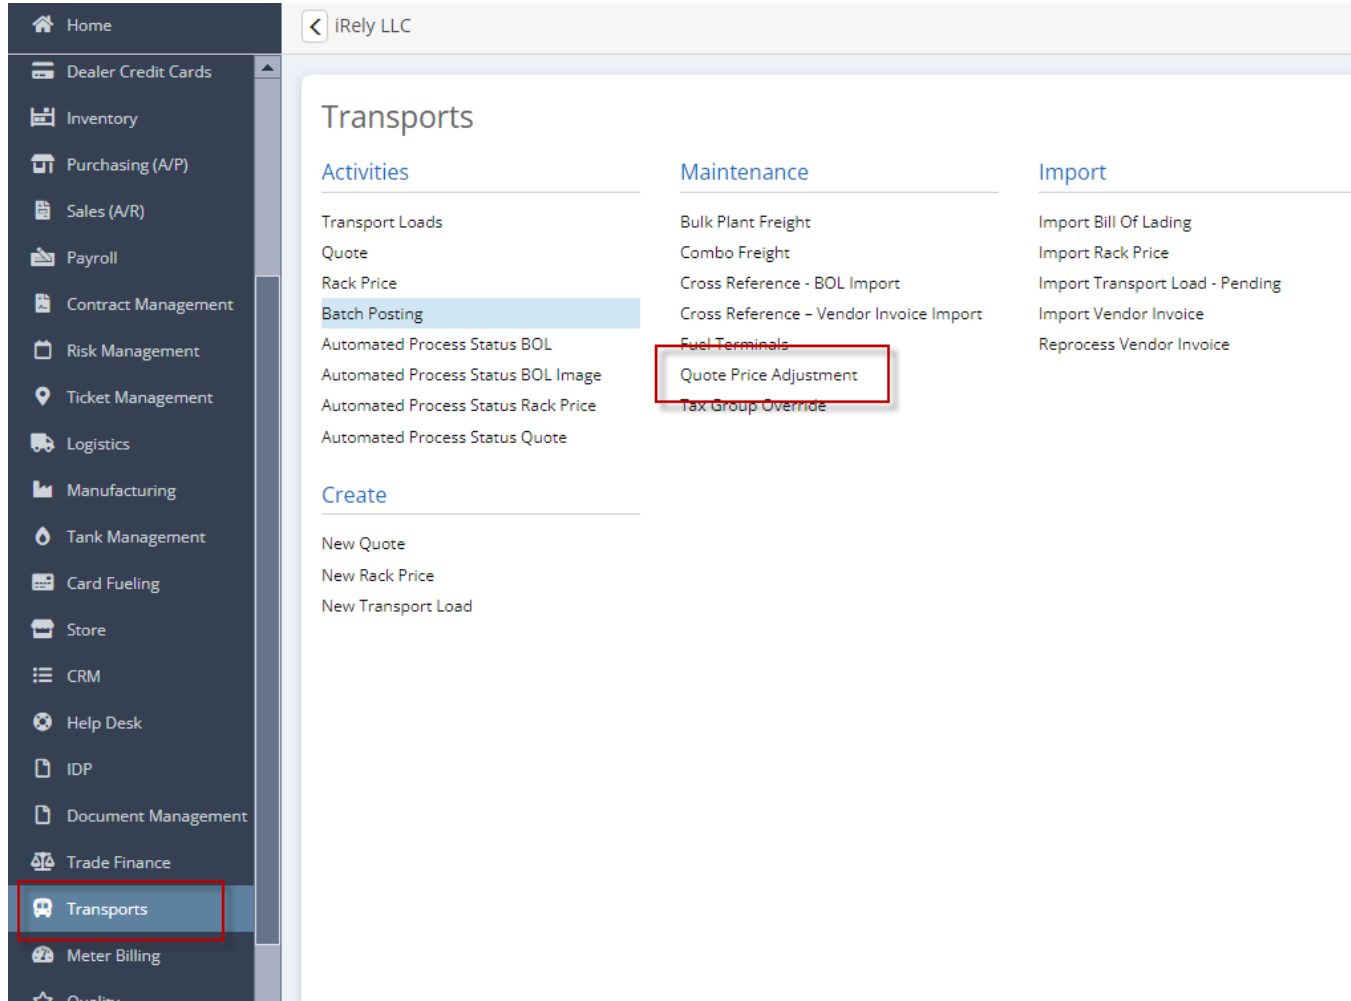 Home
iRely LLC
Dealer Credit Cards
Inventory
Purchasing (A/P)
Sales (A/R)
Payroll
Contract Management
Risk Management
Ticket Management
Logistics
Manufacturing
Tank Management
Card Fueling
Store
CRM
Help Desk
IDP
Document Management
Trade Finance
Transports
Meter Billing
Quality
Transports
Activities
Transport Loads
Quote
Rack Price
Batch Posting
Automated Process Status BOL
Automated Process Status BOL Image
Automated Process Status Rack Price
Automated Process Status Quote
Create
New Quote
New Rack Price
New Transport Load
Maintenance
Bulk Plant Freight
Combo Freight
Cross Reference - BOL Import
Cross Reference – Vendor Invoice Import
Fuel Terminals
Quote Price Adjustment
Tax Group Override
Import
Import Bill Of Lading
Import Rack Price
Import Transport Load - Pending
Import Vendor Invoice
Reprocess Vendor Invoice